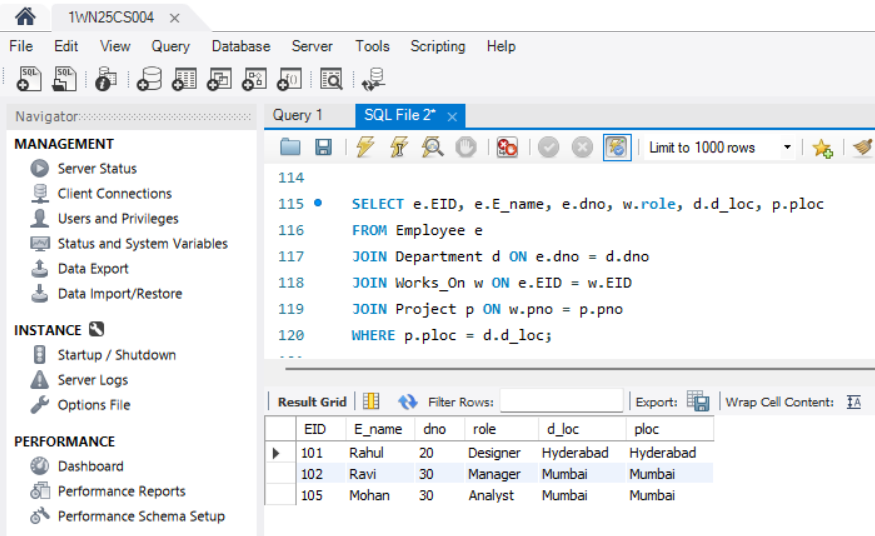 1WN25CS004 ×
File Edit View Query Database Server Tools Scripting Help
Navigator
Query 1 SQL File 2* ×
MANAGEMENT
Server Status
Client Connections
Users and Privileges
Status and System Variables
Data Export
Data Import/Restore
INSTANCE
Startup / Shutdown
Server Logs
Options File
PERFORMANCE
Dashboard
Performance Reports
Performance Schema Setup
Limit to 1000 rows
114
115 SELECT e.EID, e.E_name, e.dno, w.role, d.d_loc, p.ploc
116 FROM Employee e
117 JOIN Department d ON e.dno = d.dno
118 JOIN Works_On w ON e.EID = w.EID
119 JOIN Project p ON w.pno = p.pno
120 WHERE p.ploc = d.d_loc;
Result Grid Filter Rows: Export: Wrap Cell Content: IA
EID E_name dno role d_loc ploc
101 Rahul 20 Designer Hyderabad Hyderabad
102 Ravi 30 Manager Mumbai Mumbai
105 Mohan 30 Analyst Mumbai Mumbai